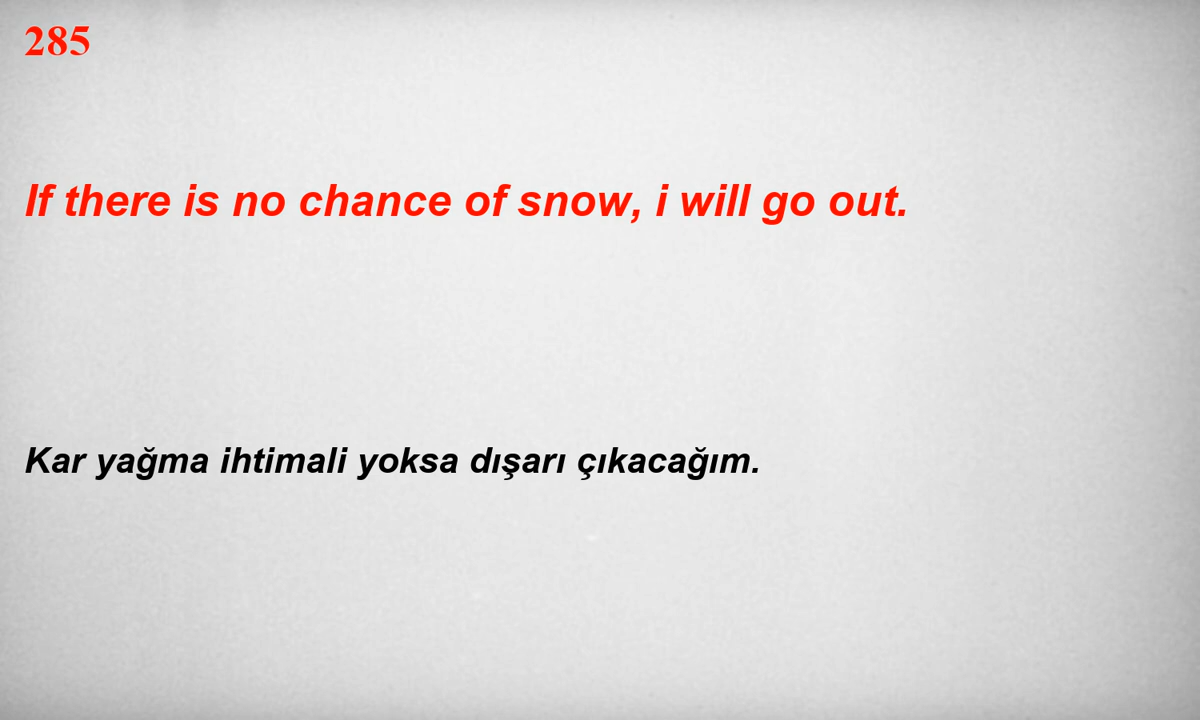 285
If there is no chance of snow, i will go out.
Kar yağma ihtimali yoksa dışarı çıkacağım.